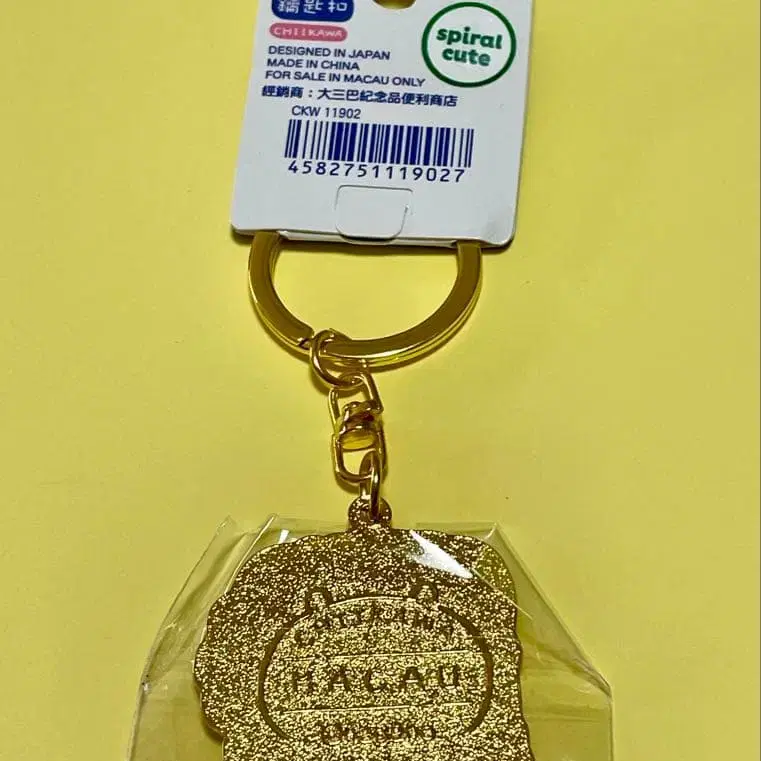 鑰匙扣
CHIIKAWA
spiral
cute
DESIGNED IN JAPAN
MADE IN CHINA
FOR SALE IN MACAU ONLY
經銷商：大三巴紀念品便利商店
CKW 11902
4582751119027
CHIIKAWA
MACAU